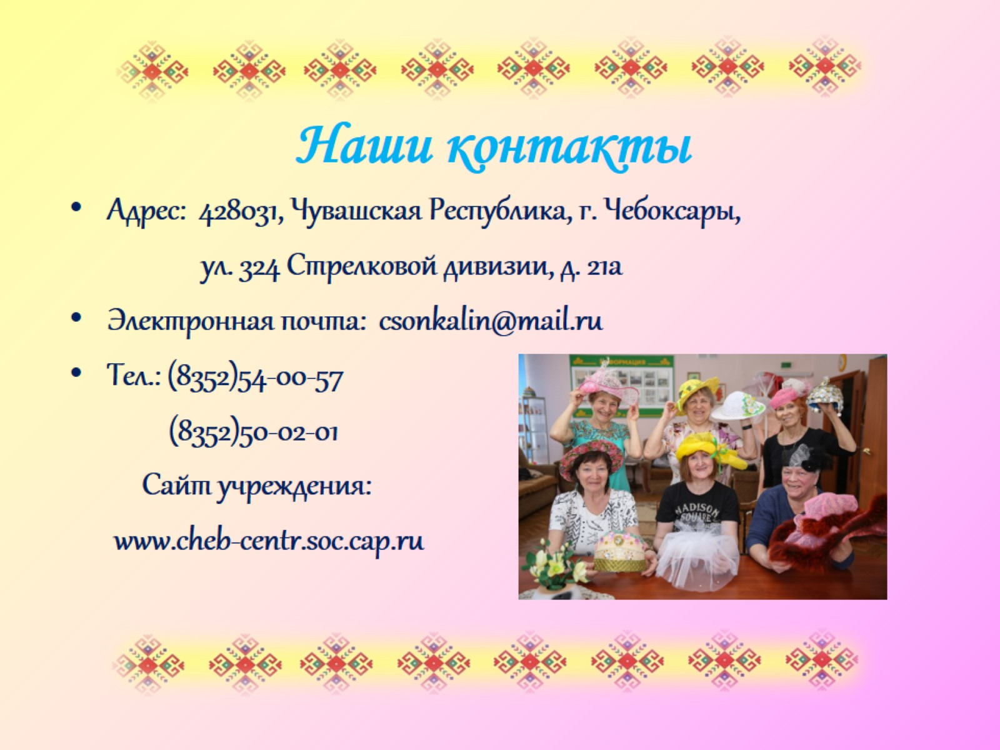 Наши контакты
• Адрес: 428031, Чувашская Республика, г. Чебоксары,
ул. 324 Стрелковой дивизии, д. 21а
• Электронная почта: csonkalin@mail.ru
• Тел.: (8352)54-00-57
(8352)50-02-01
Сайт учреждения:
www.cheb-centr.soc.cap.ru
ИНФОРМАЦИЯ
MADISON
SQUARE